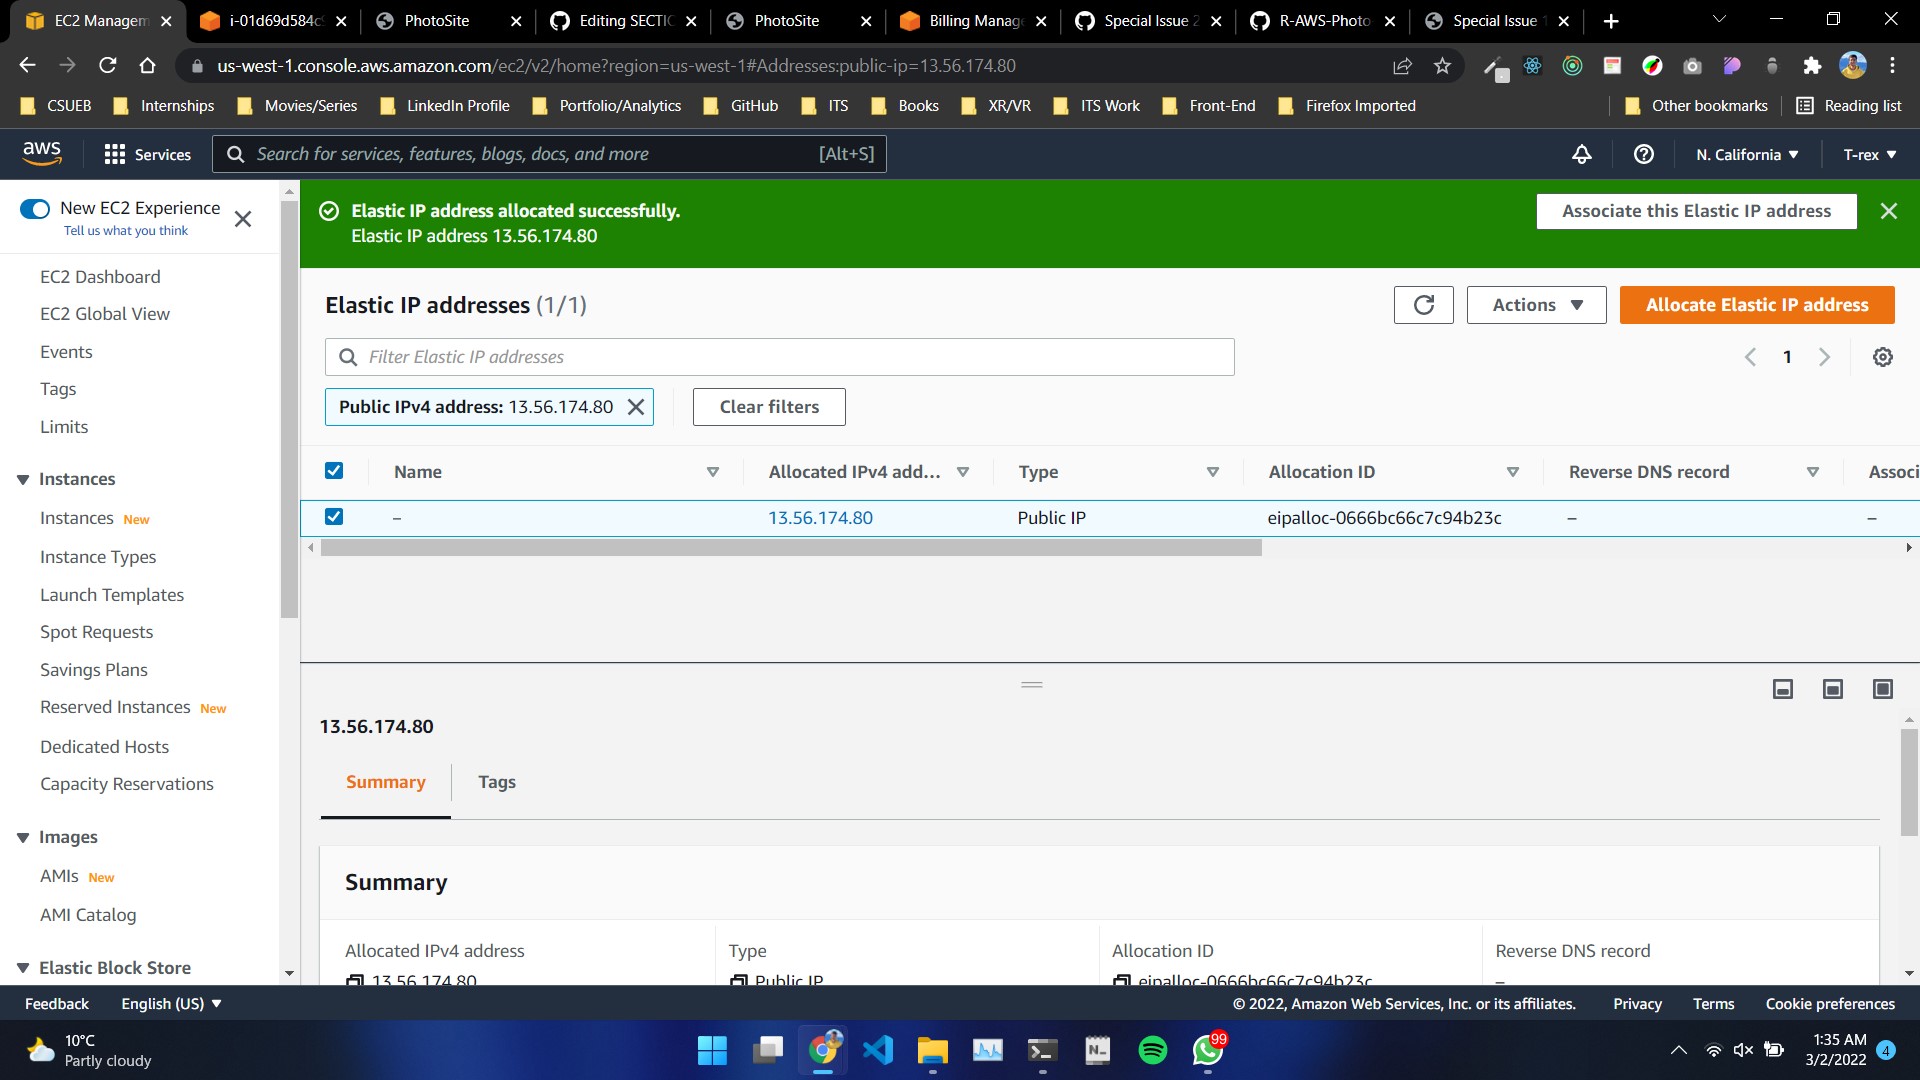 EC2 Managem
i-01d69d584c9
PhotoSite
Editing SECTIC
PhotoSite
Billing Manage
Special Issue 2
R-AWS-Photo
Special Issue 1
us-west-1.console.aws.amazon.com/ec2/v2/home?region=us-west-1#Addresses:public-ip=13.56.174.80
CSUEB
Internships
Movies/Series
LinkedIn Profile
Portfolio/Analytics
GitHub
ITS
Books
XR/VR
ITS Work
Front-End
Firefox Imported
Other bookmarks
Reading list
aws
Services
Search for services, features, blogs, docs, and more
[Alt+S]
N. California
T-rex
New EC2 Experience
Tell us what you think
EC2 Dashboard
EC2 Global View
Events
Tags
Limits
Instances
Instances New
Instance Types
Launch Templates
Spot Requests
Savings Plans
Reserved Instances New
Dedicated Hosts
Capacity Reservations
Images
AMIs New
AMI Catalog
Elastic Block Store
Elastic IP address allocated successfully.
Elastic IP address 13.56.174.80
Associate this Elastic IP address
Elastic IP addresses (1/1)
Actions
Allocate Elastic IP address
Filter Elastic IP addresses
1
Public IPv4 address: 13.56.174.80
Clear filters
Name
Allocated IPv4 add...
Type
Allocation ID
Reverse DNS record
Associ
–
13.56.174.80
Public IP
eipalloc-0666bc66c7c94b23c
–
–
13.56.174.80
Summary
Tags
Summary
Allocated IPv4 address
13.56.174.80
Type
Public IP
Allocation ID
eipalloc-0666bc66c7c94b23c
Reverse DNS record
–
Feedback
English (US)
© 2022, Amazon Web Services, Inc. or its affiliates.
Privacy
Terms
Cookie preferences
10°C
Partly cloudy
99
1:35 AM
3/2/2022
4